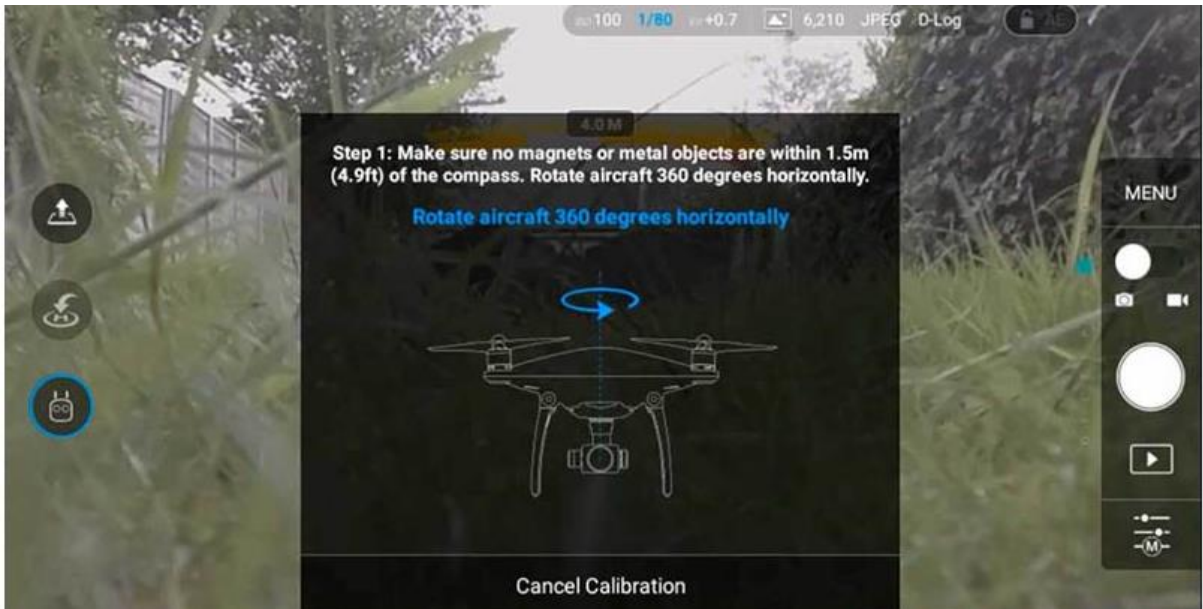 ISO 100 1/80 EV +0.7 6,210 JPEG D-Log AE
4.0 M
Step 1: Make sure no magnets or metal objects are within 1.5m
(4.9ft) of the compass. Rotate aircraft 360 degrees horizontally.
Rotate aircraft 360 degrees horizontally
MENU
H
M
Cancel Calibration